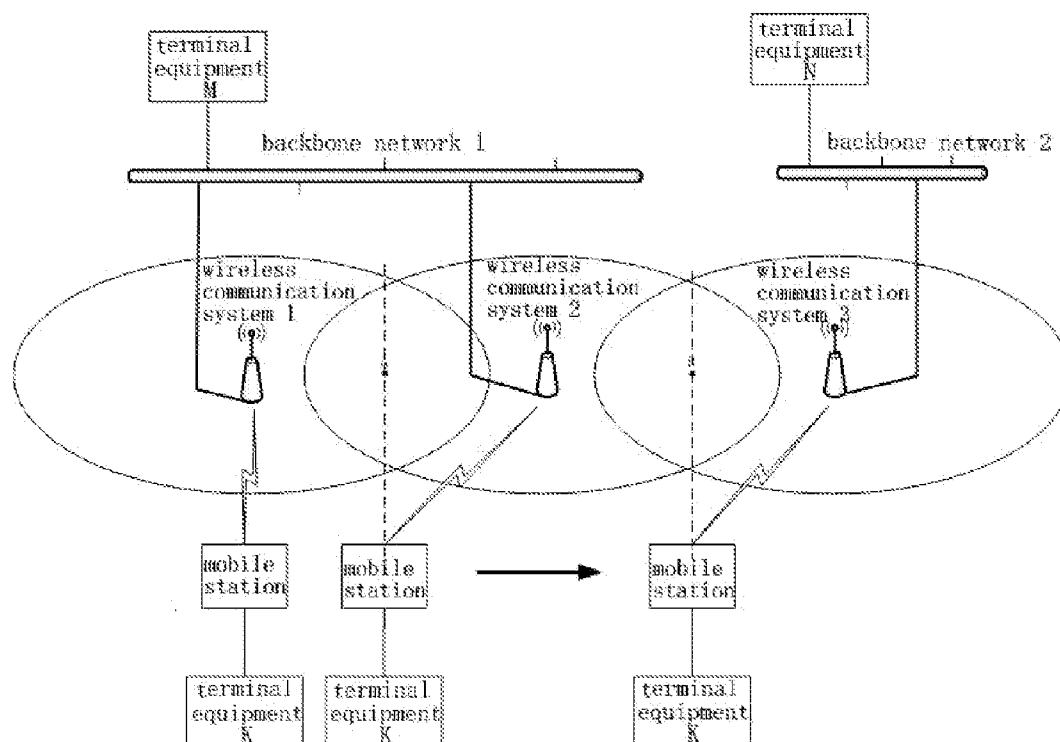 terminal
equipment
M
terminal
equipment
N
backbone network 1
backbone network 2
wireless
communication
system 1
wireless
communication
system 2
wireless
communication
system 3
mobile
station
mobile
station
mobile
station
terminal
equipment
K
terminal
equipment
K
terminal
equipment
K